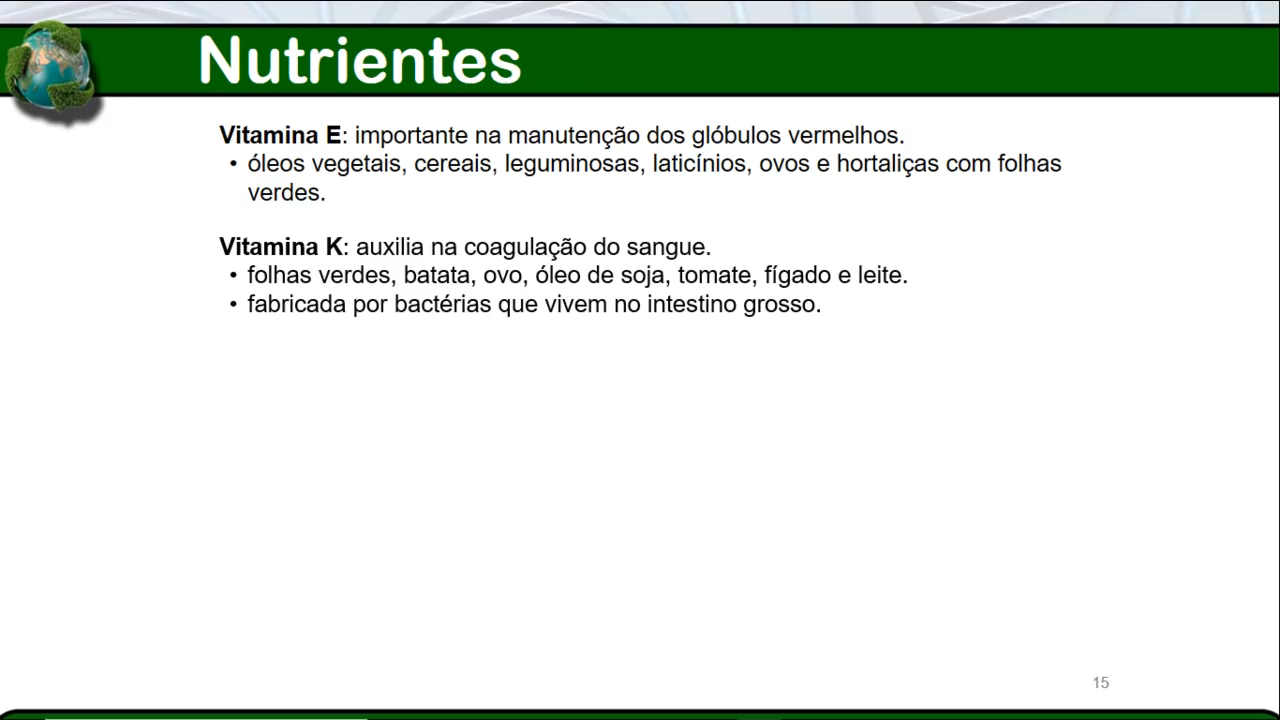 Nutrientes
Vitamina E: importante na manutenção dos glóbulos vermelhos.
• óleos vegetais, cereais, leguminosas, laticínios, ovos e hortaliças com folhas
verdes.
Vitamina K: auxilia na coagulação do sangue.
• folhas verdes, batata, ovo, óleo de soja, tomate, fígado e leite.
• fabricada por bactérias que vivem no intestino grosso.
15